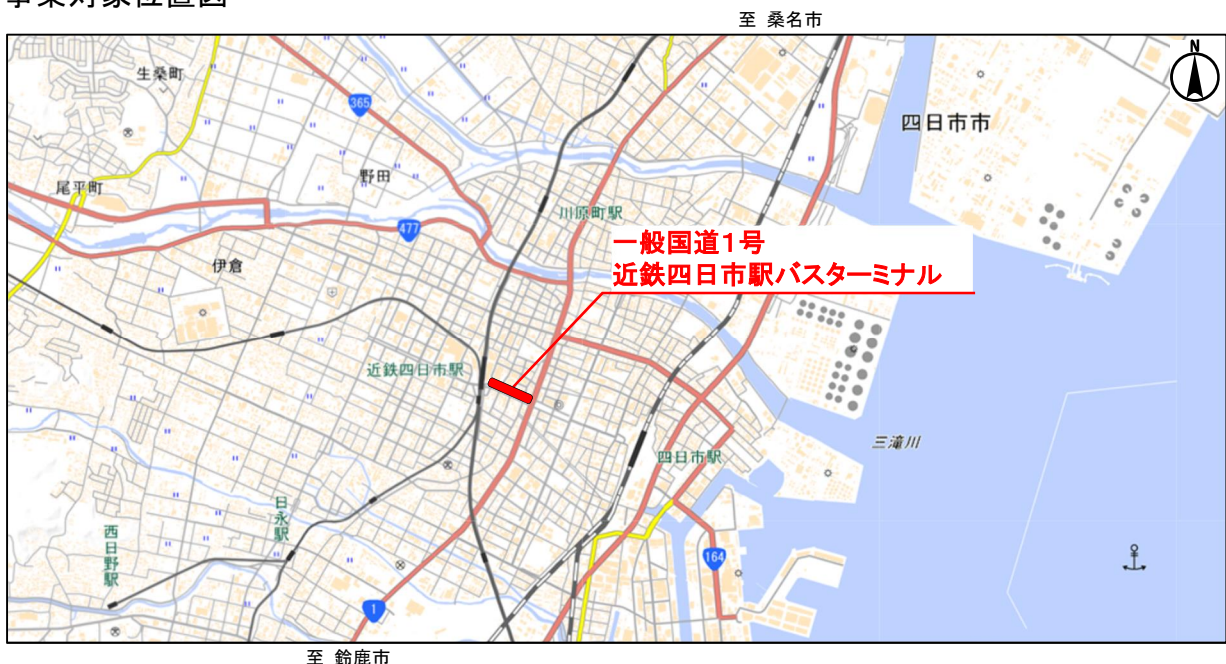 事業対象位置図
至 桑名市
N
生桑町
365
四日市市
野田
尾平町
川原町駅
477
一般国道1号
近鉄四日市駅バスターミナル
伊倉
近鉄四日市駅
三滝川
四日市駅
日永駅
西日野駅
164
1
至 鈴鹿市